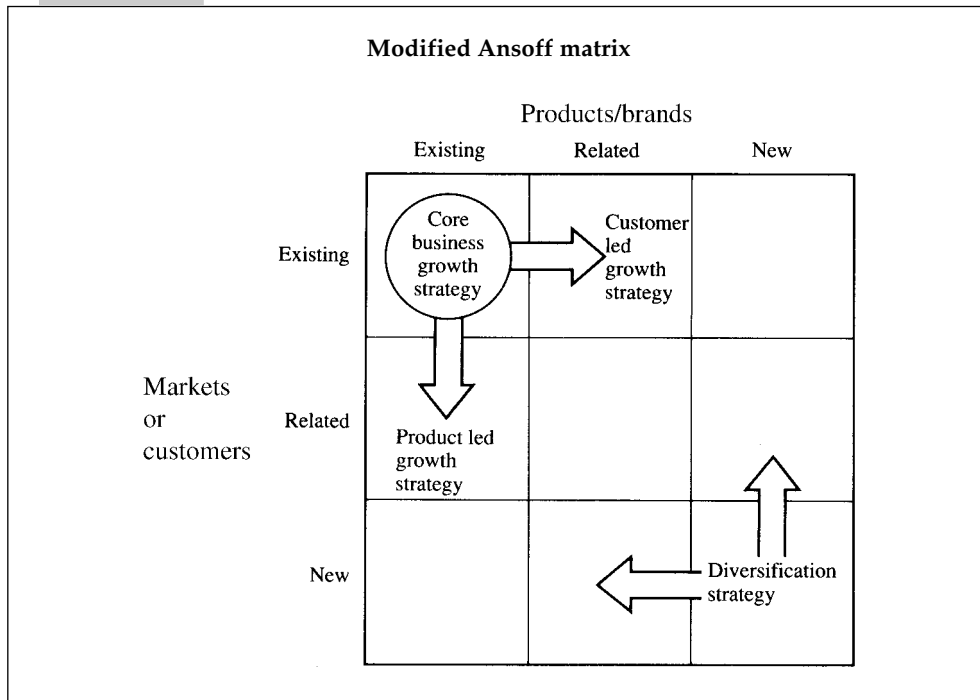 Modified Ansoff matrix
Products/brands
Existing
Related
New
Existing
Core
business
growth
strategy
Customer
led
growth
strategy
Markets
or
customers
Related
Product led
growth
strategy
New
Diversification
strategy